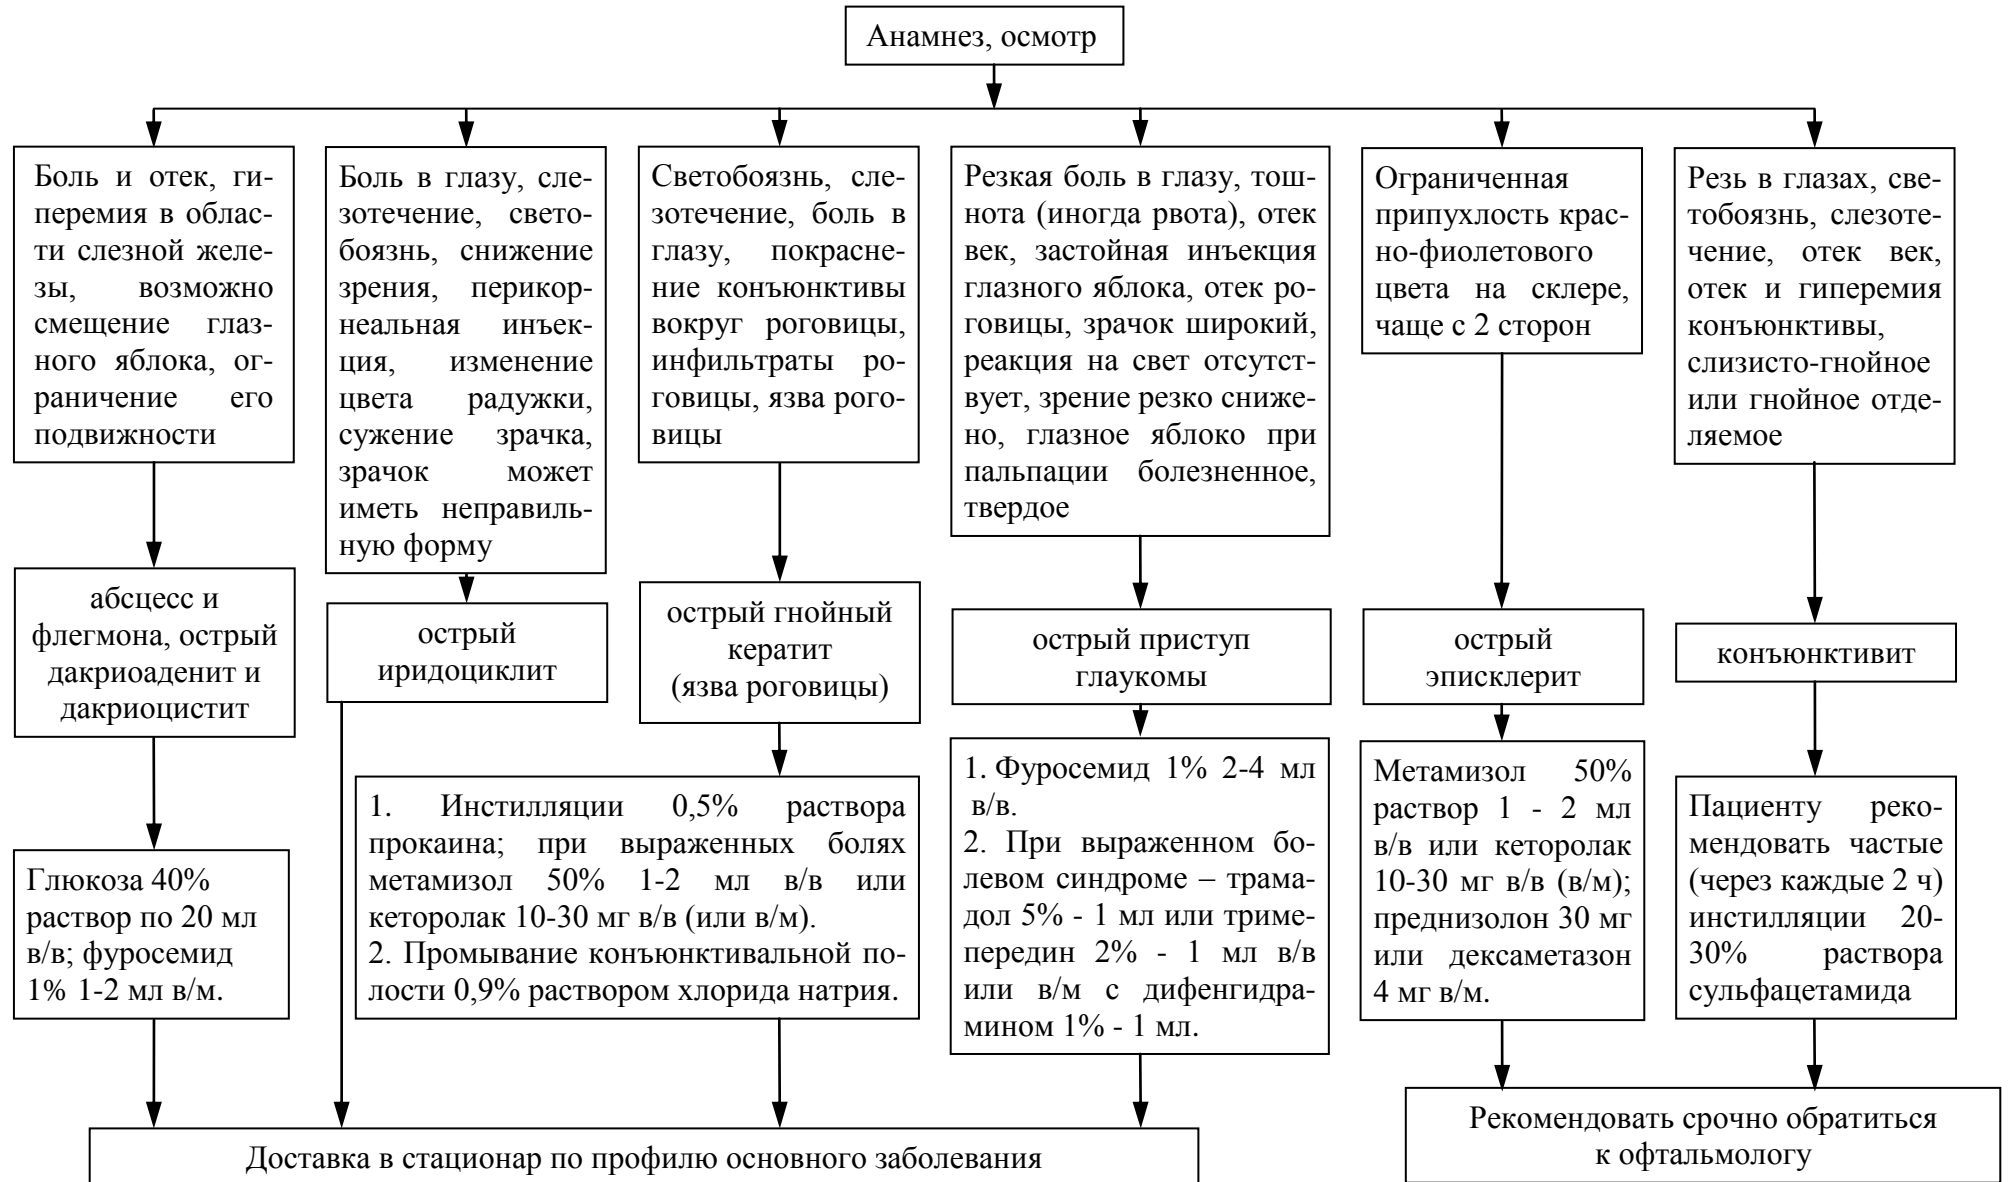 Анамнез, осмотр
Боль и отек, ги-
перемия в облас-
ти слезной желе-
зы, возможно
смещение глаз-
ного яблока, ог-
раничение его
подвижности
Боль в глазу, сле-
зотечение, свето-
боязнь, снижение
зрения, перикор-
неальная инъек-
ция, изменение
цвета радужки,
сужение зрачка,
зрачок может
иметь неправиль-
ную форму
Светобоязнь, сле-
зотечение, боль в
глазу, покрасне-
ние конъюнктивы
вокруг роговицы,
инфильтраты ро-
говицы, язва рого-
вицы
Резкая боль в глазу, тош-
нота (иногда рвота), отек
век, застойная инъекция
глазного яблока, отек ро-
говицы, зрачок широкий,
реакция на свет отсутст-
вует, зрение резко сниже-
но, глазное яблоко при
пальпации болезненное,
твердое
Ограниченная
припухлость крас-
но-фиолетового
цвета на склере,
чаще с 2 сторон
Резь в глазах, све-
тобоязнь, слезоте-
чение, отек век,
отек и гиперемия
конъюнктивы,
слизисто-гнойное
или гнойное отде-
ляемое
абсцесс и
флегмона, острый
дакриоаденит и
дакриоцистит
острый
иридоциклит
острый гнойный
кератит
(язва роговицы)
острый приступ
глаукомы
острый
эписклерит
конъюнктивит
Глюкоза 40%
раствор по 20 мл
в/в; фуросемид
1% 1-2 мл в/м.
1. Инстилляции 0,5% раствора
прокаина; при выраженных болях
метамизол 50% 1-2 мл в/в или
кеторолак 10-30 мг в/в (или в/м).
2. Промывание конъюнктивальной по-
лости 0,9% раствором хлорида натрия.
1. Фуросемид 1% 2-4 мл
в/в.
2. При выраженном бо-
левом синдроме – трама-
дол 5% - 1 мл или триме-
перидин 2% - 1 мл в/в
или в/м с дифенгидра-
мином 1% - 1 мл.
Метамизол 50%
раствор 1 - 2 мл
в/в или кеторолак
10-30 мг в/в (в/м);
преднизолон 30 мг
или дексаметазон
4 мг в/м.
Пациенту реко-
мендовать частые
(через каждые 2 ч)
инстилляции 20-
30% раствора
сульфацетамида
Доставка в стационар по профилю основного заболевания
Рекомендовать срочно обратиться
к офтальмологу